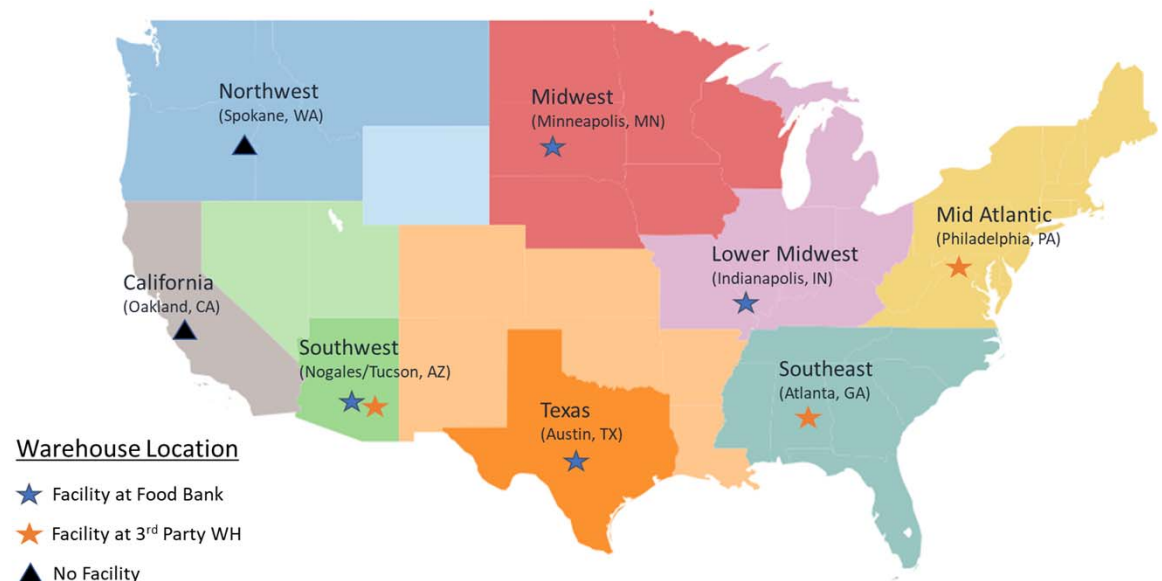 Northwest
(Spokane, WA)
Midwest
(Minneapolis, MN)
Mid Atlantic
(Philadelphia, PA)
Lower Midwest
(Indianapolis, IN)
California
(Oakland, CA)
Southwest
(Nogales/Tucson, AZ)
Southeast
(Atlanta, GA)
Texas
(Austin, TX)
Warehouse Location
Facility at Food Bank
Facility at 3rd Party WH
No Facility